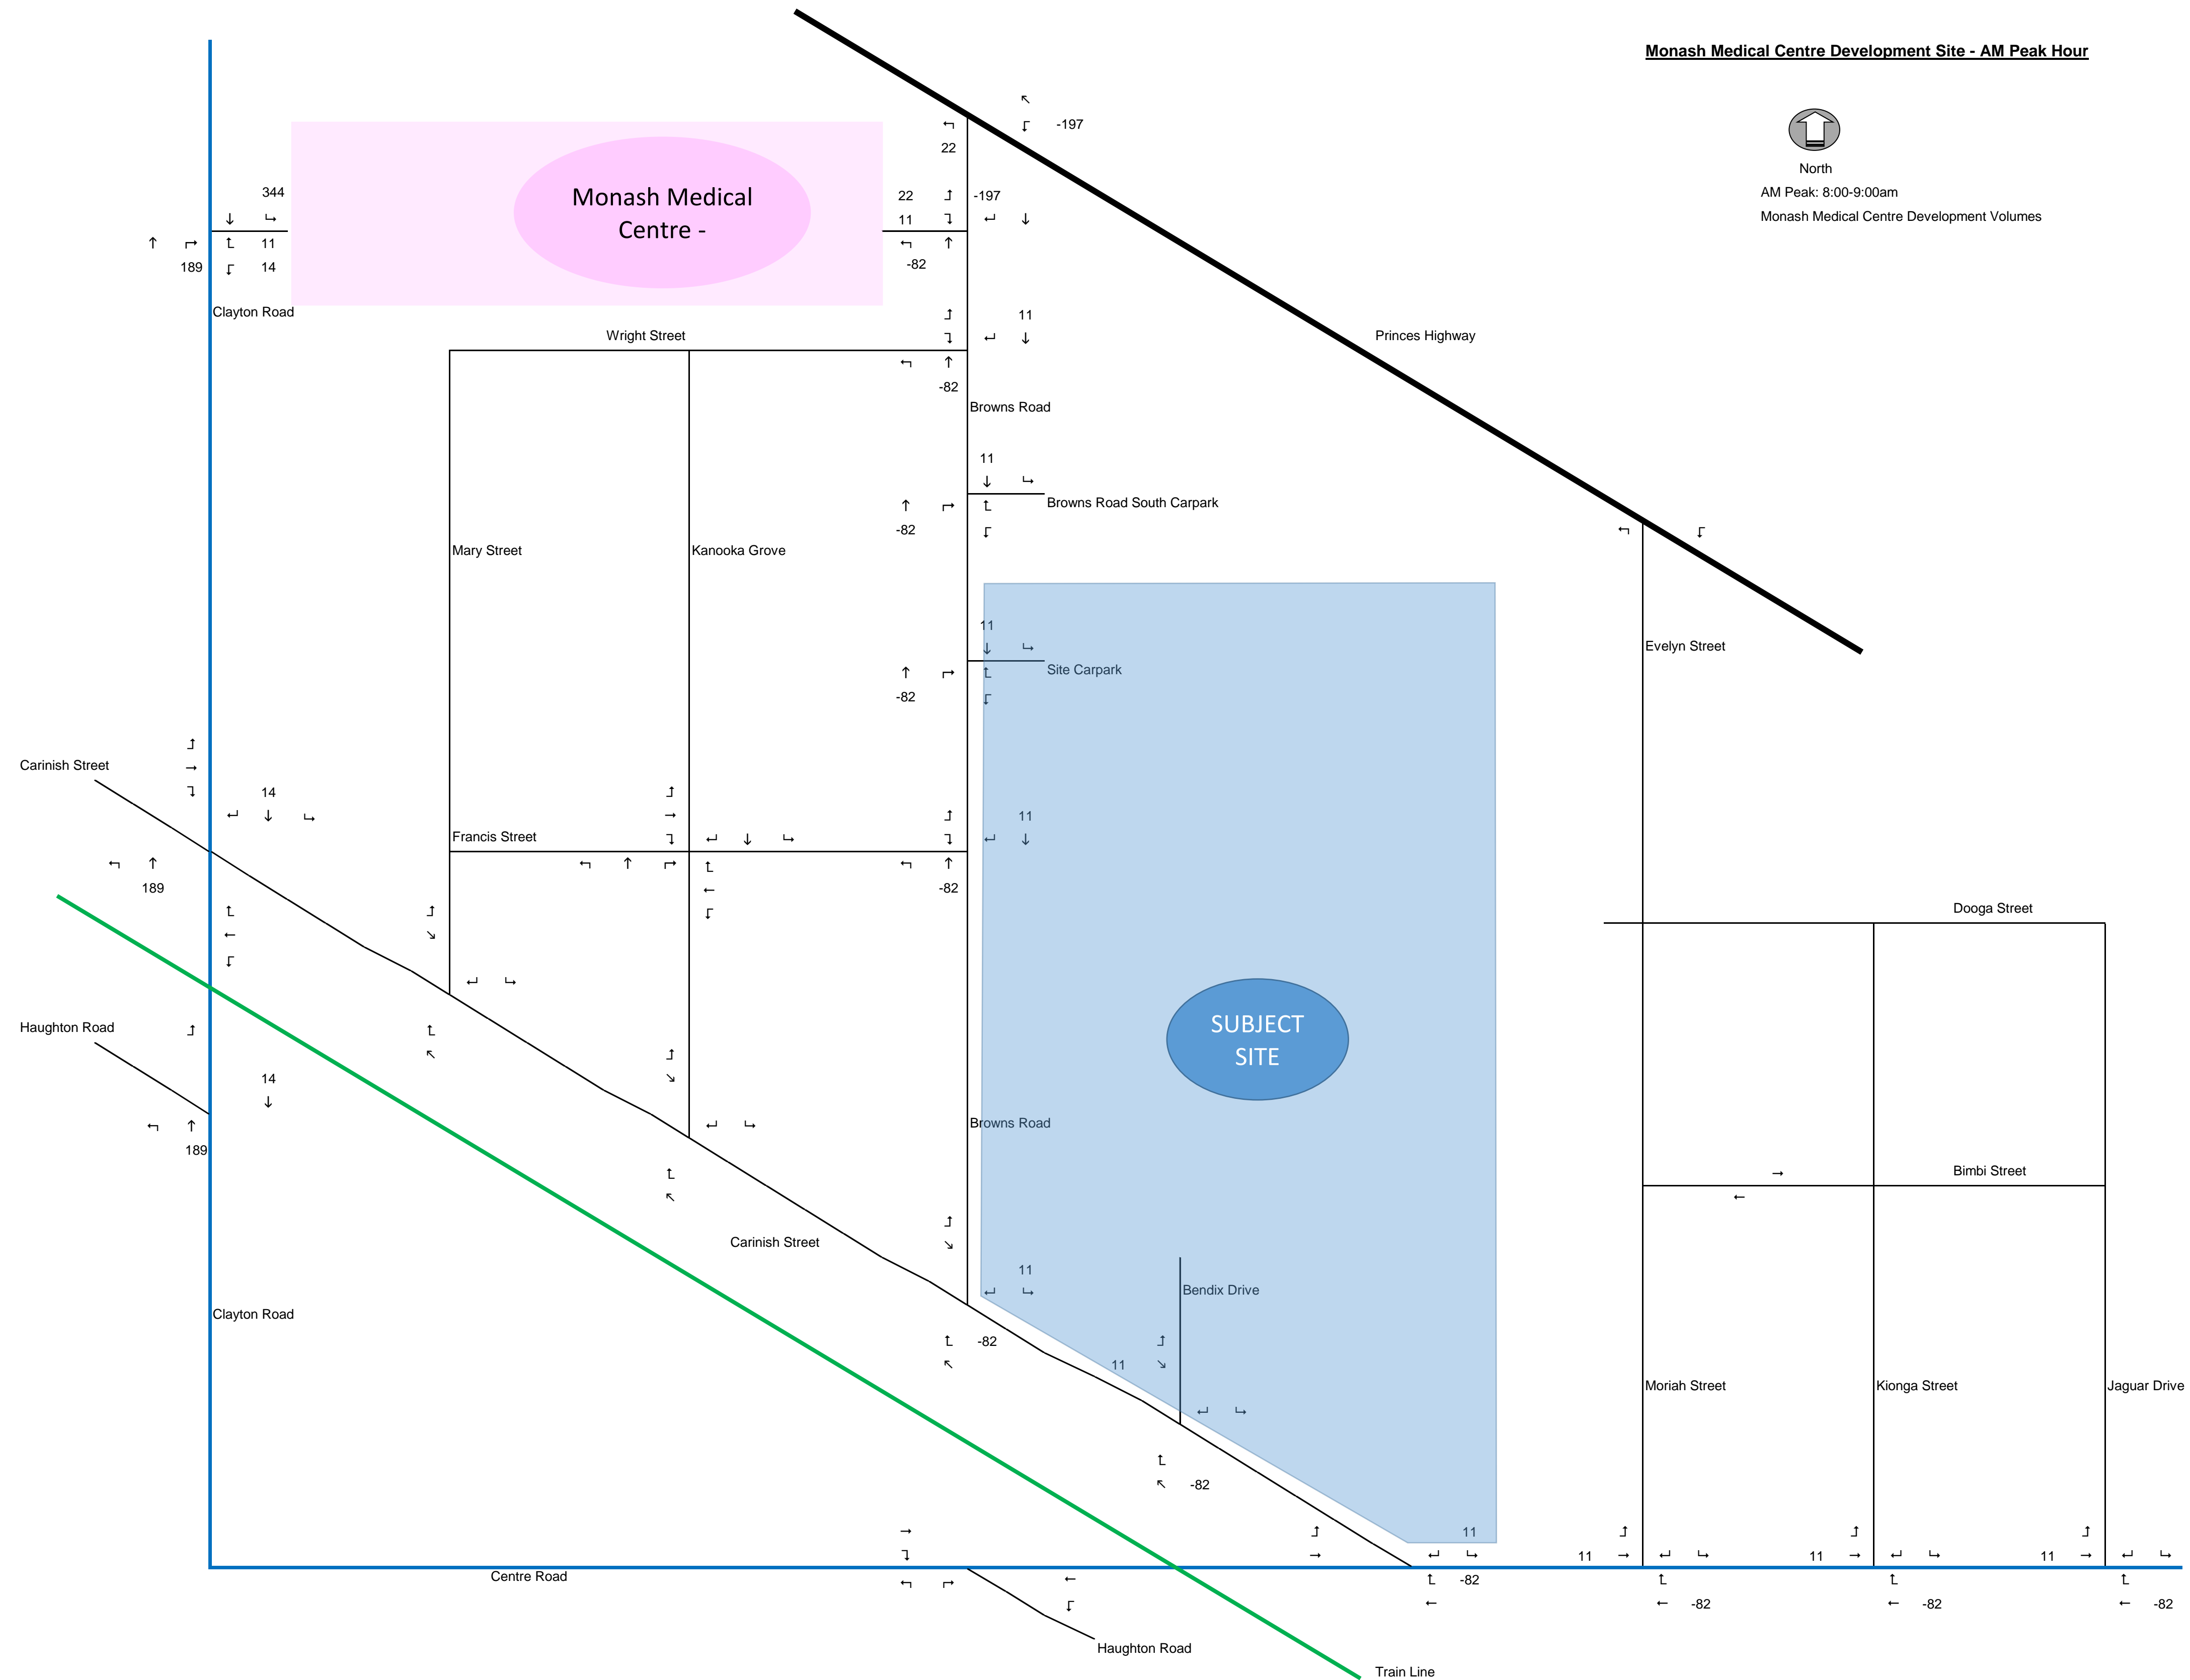 Monash Medical Centre Development Site - AM Peak Hour
North
AM Peak: 8:00-9:00am
Monash Medical Centre Development Volumes
-197
22
344
Monash Medical
Centre -
22
-197
11
11
189
14
-82
Clayton Road
11
Wright Street
Princes Highway
-82
Browns Road
11
Browns Road South Carpark
-82
Mary Street
Kanooka Grove
11
Evelyn Street
Site Carpark
-82
Carinish Street
14
11
Francis Street
189
-82
Dooga Street
SUBJECT
SITE
Haughton Road
14
Browns Road
189
Bimbi Street
Carinish Street
11
Bendix Drive
Clayton Road
-82
11
Moriah Street
Kionga Street
Jaguar Drive
-82
11
11
11
11
Centre Road
-82
-82
-82
-82
Haughton Road
Train Line